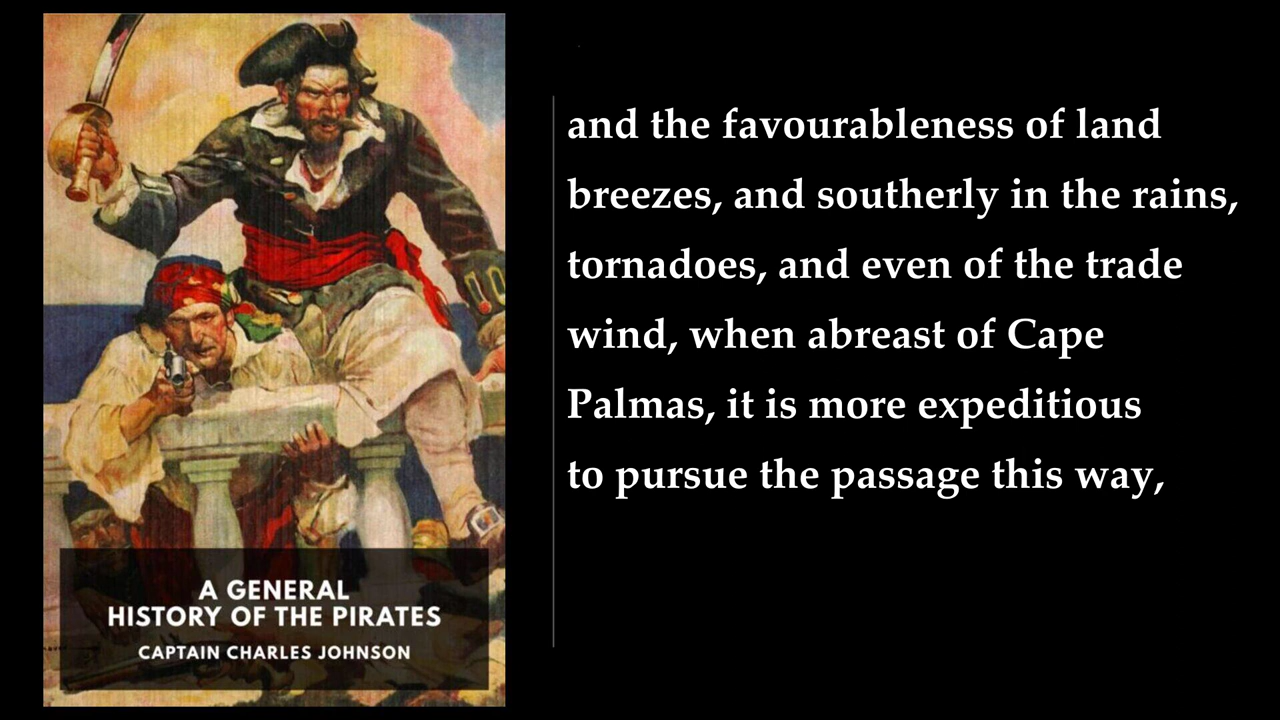 A GENERAL
HISTORY OF THE PIRATES
CAPTAIN CHARLES JOHNSON
and the favourableness of land
breezes, and southerly in the rains,
tornadoes, and even of the trade
wind, when abreast of Cape
Palmas, it is more expeditious
to pursue the passage this way,